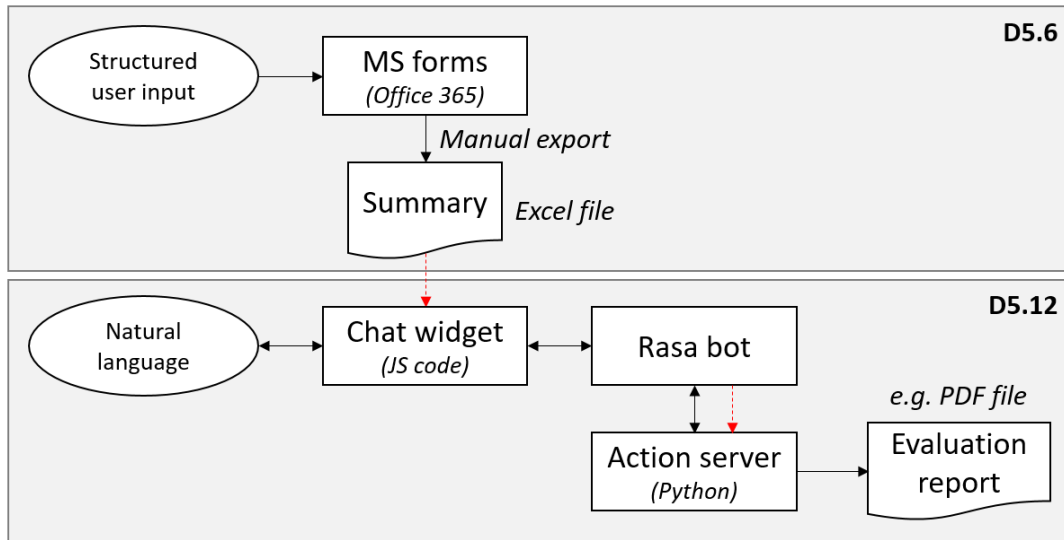 D5.6
Structured
user input
MS forms
(Office 365)
Manual export
Summary
Excel file
D5.12
Natural
language
Chat widget
(JS code)
Rasa bot
e.g. PDF file
Action server
(Python)
Evaluation
report